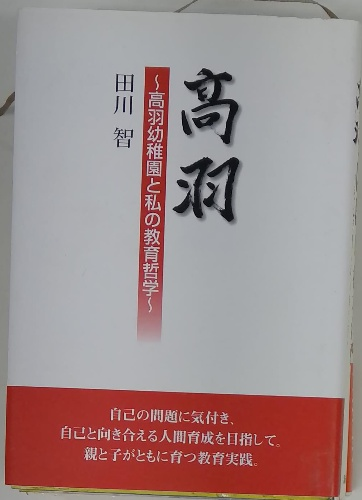 高羽
〜高羽幼稚園と私の教育哲学〜
田川 智
自己の問題に気付き、
自己と向き合える人間育成を目指して。
親と子がともに育つ教育実践。